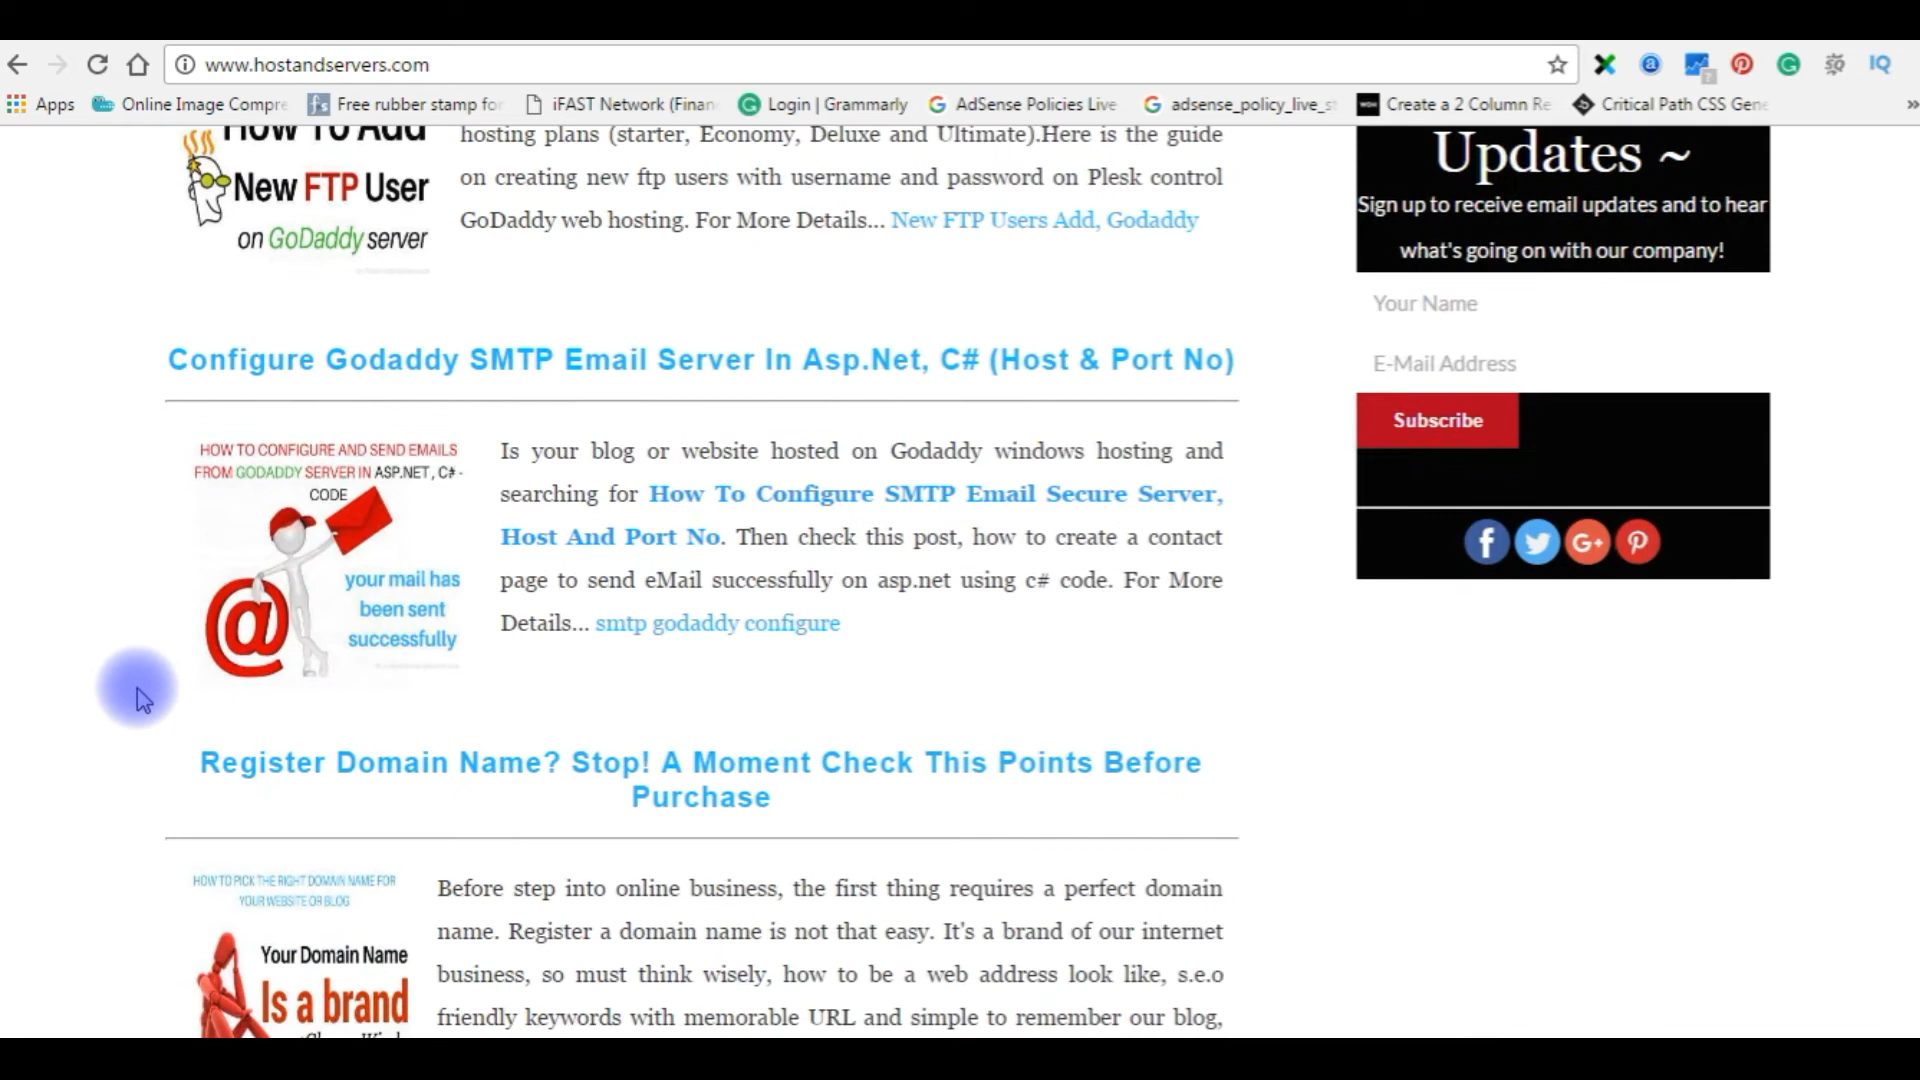 www.hostandservers.com
Apps Online Image Compre Free rubber stamp for iFAST Network (Finan Login | Grammarly AdSense Policies Live adsense_policy_live_st Create a 2 Column Re Critical Path CSS Gene »
How To Add
New FTP User
on GoDaddy server
hosting plans (starter, Economy, Deluxe and Ultimate).Here is the guide
on creating new ftp users with username and password on Plesk control
GoDaddy web hosting. For More Details... New FTP Users Add, Godaddy
Configure Godaddy SMTP Email Server In Asp.Net, C# (Host & Port No)
HOW TO CONFIGURE AND SEND EMAILS
FROM GODADDY SERVER IN ASP.NET , C# -
CODE
your mail has
been sent
successfully
Is your blog or website hosted on Godaddy windows hosting and
searching for How To Configure SMTP Email Secure Server,
Host And Port No. Then check this post, how to create a contact
page to send eMail successfully on asp.net using c# code. For More
Details... smtp godaddy configure
Register Domain Name? Stop! A Moment Check This Points Before
Purchase
HOW TO PICK THE RIGHT DOMAIN NAME FOR
YOUR WEBSITE OR BLOG
Your Domain Name
Is a brand
Before step into online business, the first thing requires a perfect domain
name. Register a domain name is not that easy. It's a brand of our internet
business, so must think wisely, how to be a web address look like, s.e.o
friendly keywords with memorable URL and simple to remember our blog,
Updates ~
Sign up to receive email updates and to hear
what's going on with our company!
Your Name
E-Mail Address
Subscribe